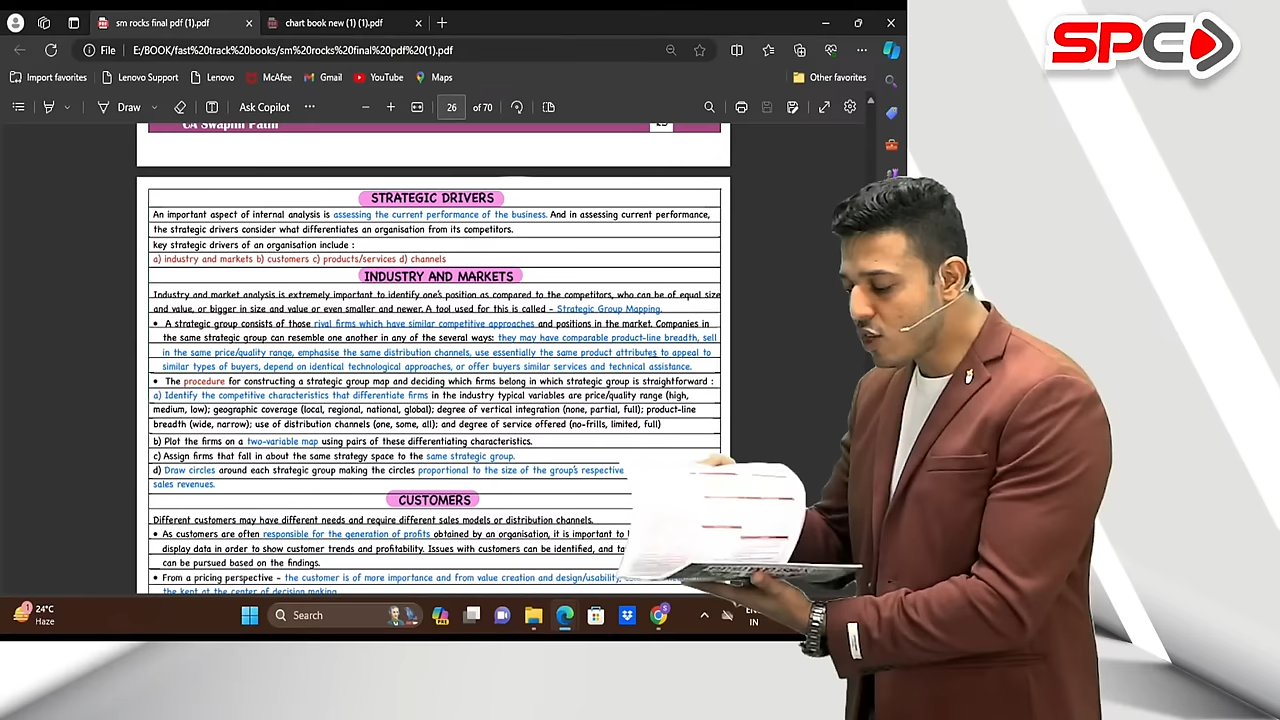 sm rocks final pdf (1).pdf
chart book new (1) (1).pdf
File
E:/BOOK/fast%20track%20books/sm%20rocks%20final%20pdf%20(1).pdf
Import favorites
Lenovo Support
Lenovo
McAfee
Gmail
YouTube
Maps
Other favorites
Draw
Ask Copilot
26
of 70
SPC
CA Swapnil Patni
STRATEGIC DRIVERS
An important aspect of internal analysis is assessing the current performance of the business. And in assessing current performance,
the strategic drivers consider what differentiates an organisation from its competitors.
key strategic drivers of an organisation include :
a) industry and markets b) customers c) products/services d) channels
INDUSTRY AND MARKETS
Industry and market analysis is extremely important to identify one's position as compared to the competitors, who can be of equal size
and value, or bigger in size and value or even smaller and newer. A tool used for this is called - Strategic Group Mapping.
• A strategic group consists of those rival firms which have similar competitive approaches and positions in the market. Companies in
the same strategic group can resemble one another in any of the several ways: they may have comparable product-line breadth, sell
in the same price/quality range, emphasise the same distribution channels, use essentially the same product attributes to appeal to
similar types of buyers, depend on identical technological approaches, or offer buyers similar services and technical assistance.
• The procedure for constructing a strategic group map and deciding which firms belong in which strategic group is straightforward :
a) Identify the competitive characteristics that differentiate firms in the industry typical variables are price/quality range (high,
medium, low); geographic coverage (local, regional, national, global); degree of vertical integration (none, partial, full); product-line
breadth (wide, narrow); use of distribution channels (one, some, all); and degree of service offered (no-frills, limited, full)
b) Plot the firms on a two-variable map using pairs of these differentiating characteristics.
c) Assign firms that fall in about the same strategy space to the same strategic group.
d) Draw circles around each strategic group making the circles proportional to the size of the group's respective
sales revenues.
CUSTOMERS
Different customers may have different needs and require different sales models or distribution channels.
• As customers are often responsible for the generation of profits obtained by an organisation, it is important to
display data in order to show customer trends and profitability. Issues with customers can be identified, and
can be pursued based on the findings.
• From a pricing perspective - the customer is of more importance and from value creation and design/usability,
the kept at the center of decision making
24°C
Haze
Search
IN